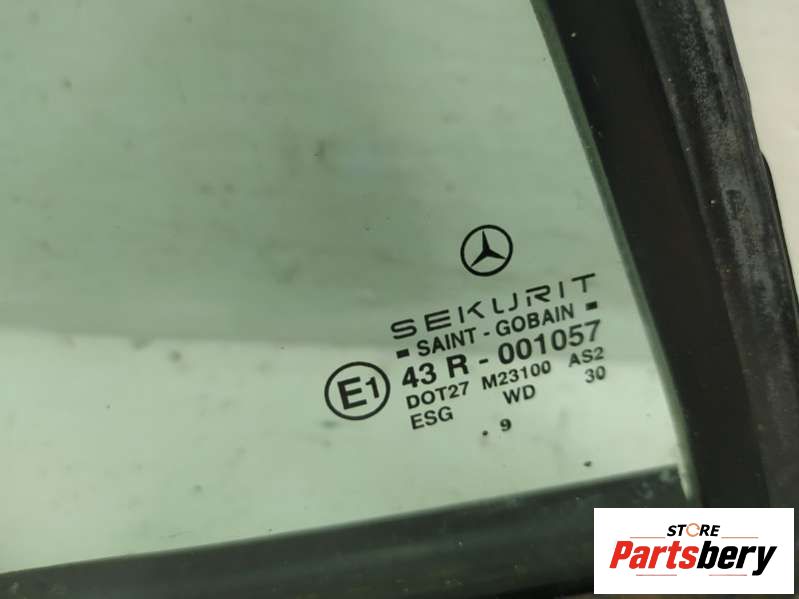 SEKURIT
SAINT - GOBAIN
E1
43 R - 001057
DOT27 M23100 AS2
ESG WD 30
. 9
STORE
Partsbery